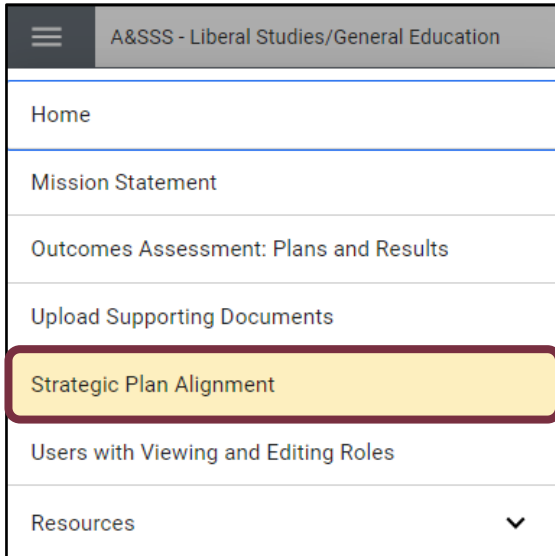 A&SSS - Liberal Studies/General Education
Home
Mission Statement
Outcomes Assessment: Plans and Results
Upload Supporting Documents
Strategic Plan Alignment
Users with Viewing and Editing Roles
Resources